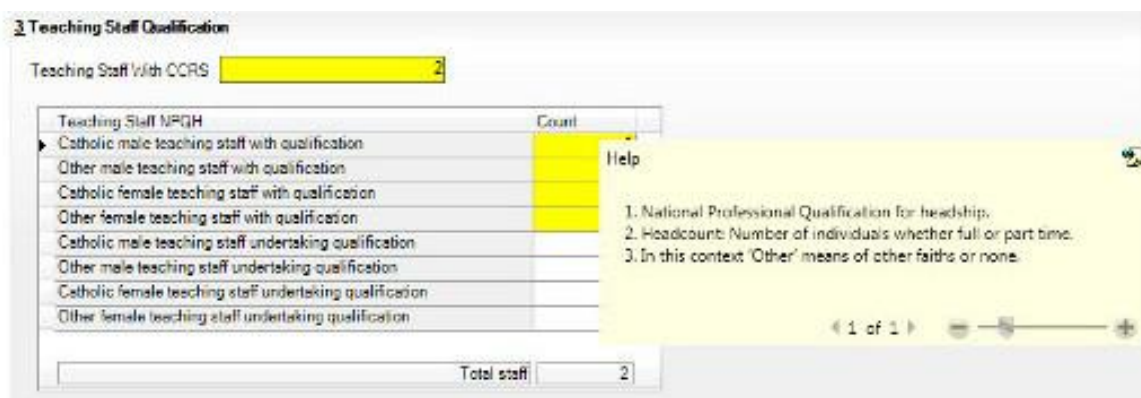 3 Teaching Staff Qualification
Teaching Staff With CCRS 2
Teaching Staff NPQH Count
Catholic male teaching staff with qualification
Other male teaching staff with qualification
Catholic female teaching staff with qualification
Other female teaching staff with qualification
Catholic male teaching staff undertaking qualification
Other male teaching staff undertaking qualification
Catholic female teaching staff undertaking qualification
Other female teaching staff undertaking qualification
Total staff 2
Help
1. National Professional Qualification for headship.
2. Headcount: Number of individuals whether full or part time.
3. In this context 'Other' means of other faiths or none.
1 of 1